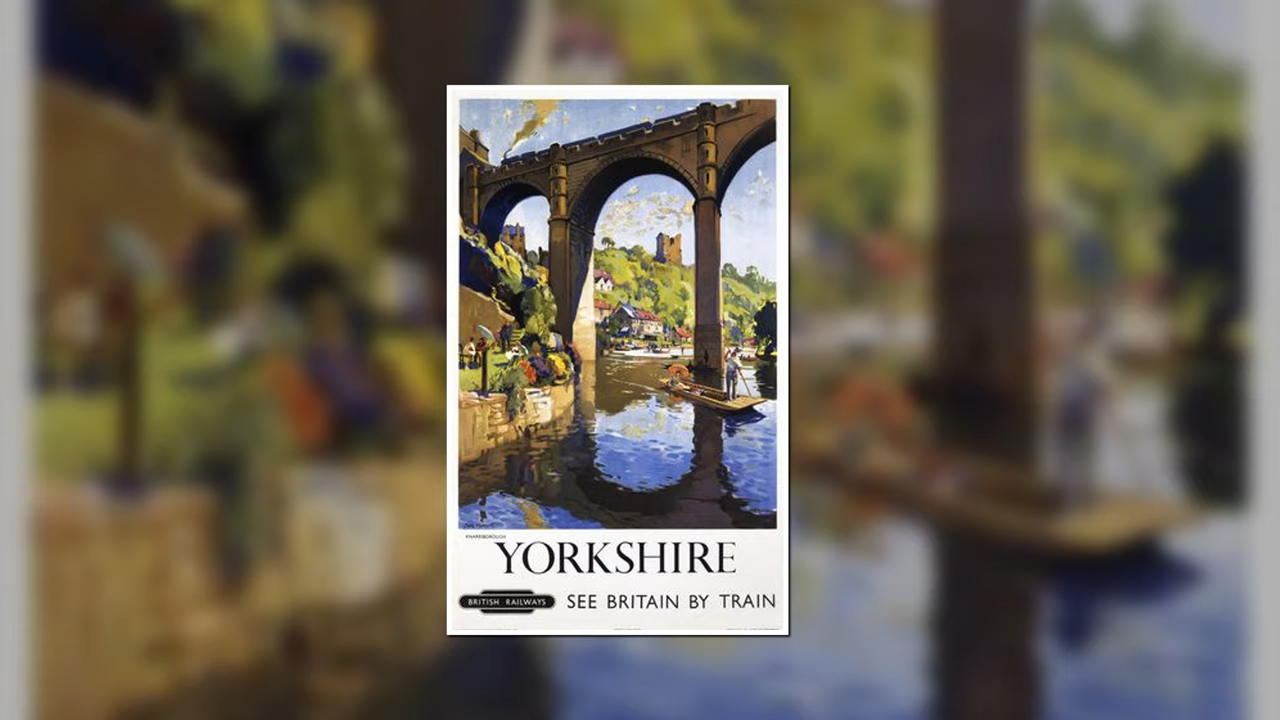 KNARESBOROUGH
YORKSHIRE
BRITISH RAILWAYS
SEE BRITAIN BY TRAIN